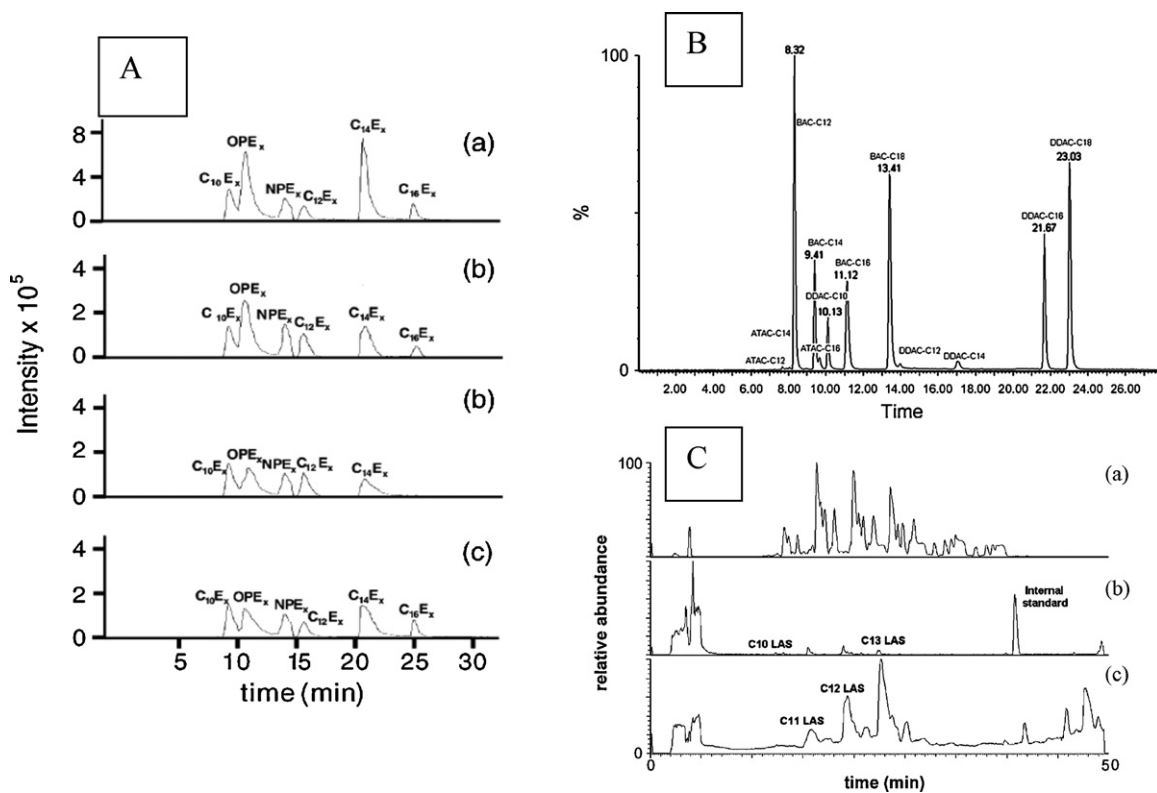 A
(a)
8
4
0
C10 Ex
OPEx
NPEx
C12Ex
C14Ex
C16Ex
(b)
4
2
0
C 10Ex
OPEx
NPEx
C12Ex
C14Ex
C16Ex
(b)
4
2
0
C10Ex
OPEx
NPEx
C12Ex
C14Ex
(c)
4
2
0
C10Ex
OPEx
NPEx
C12Ex
C14Ex
C16Ex
5 10 15 20 25 30
time (min)
Intensity x 10^5
B
100
%
0
8.32
BAC-C12
BAC-C14
9.41
DDAC-C10
10.13
BAC-C16
11.12
BAC-C18
13.41
ATAC-C14
ATAC-C12
ATAC-C16
DDAC-C12
DDAC-C14
DDAC-C16
21.67
DDAC-C18
23.03
2.00 4.00 6.00 8.00 10.00 12.00 14.00 16.00 18.00 20.00 22.00 24.00 26.00
Time
C
100
(a)
(b)
C10 LAS
C13 LAS
Internal
standard
(c)
C11 LAS
C12 LAS
0 50
time (min)
relative abundance